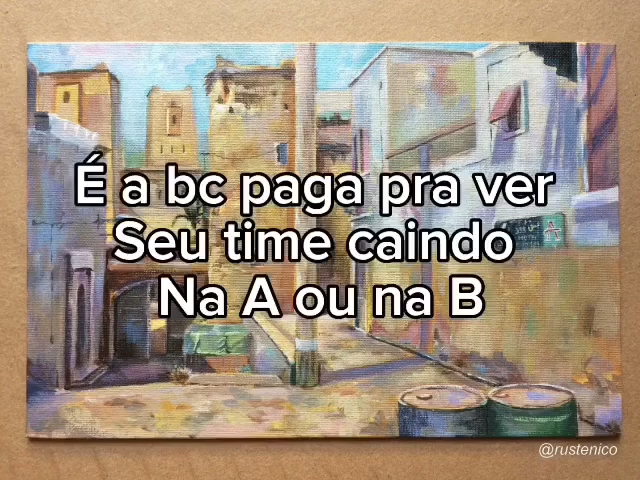 É a bc paga pra ver
Seu time caindo
Na A ou na B
A
@rustenico